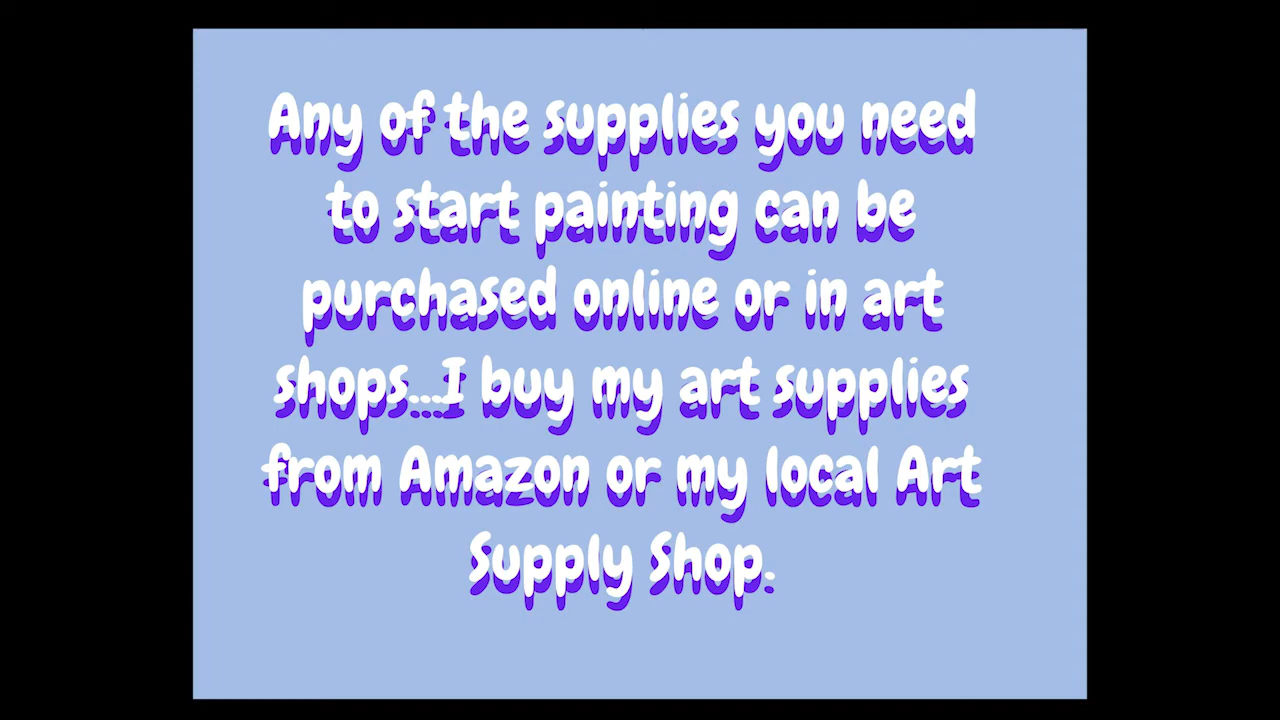 Any of the supplies you need
to start painting can be
purchased online or in art
shops...I buy my art supplies
from Amazon or my local Art
Supply Shop.